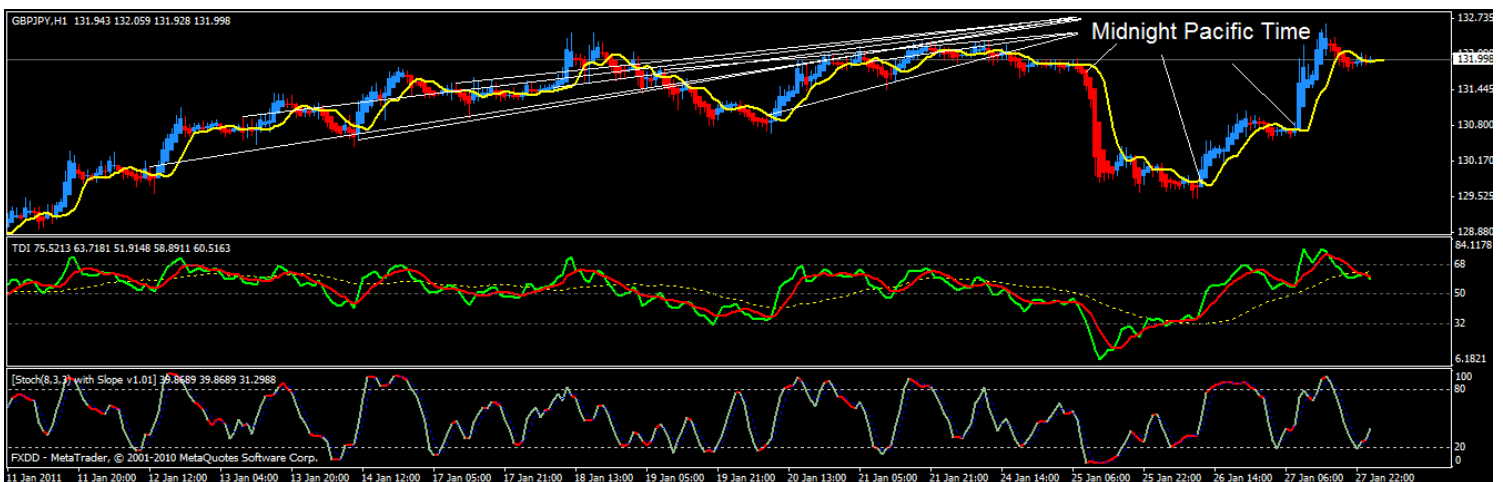 GBPJPY,H1 131.943 132.059 131.928 131.998
Midnight Pacific Time
132.735
131.998
131.445
130.800
130.170
129.525
128.880
TDI 75.5213 63.7181 51.9148 58.8911 60.5163
84.1178
68
50
32
6.1821
[Stoch(8,3,3) with Slope v1.01] 39.8689 39.8689 31.2988
100
80
20
0
FXDD - MetaTrader, © 2001-2010 MetaQuotes Software Corp.
11 Jan 2011 11 Jan 20:00 12 Jan 12:00 13 Jan 04:00 13 Jan 20:00 14 Jan 12:00 17 Jan 05:00 17 Jan 21:00 18 Jan 13:00 19 Jan 05:00 19 Jan 21:00 20 Jan 13:00 21 Jan 05:00 21 Jan 21:00 24 Jan 14:00 25 Jan 06:00 25 Jan 22:00 26 Jan 14:00 27 Jan 06:00 27 Jan 22:00